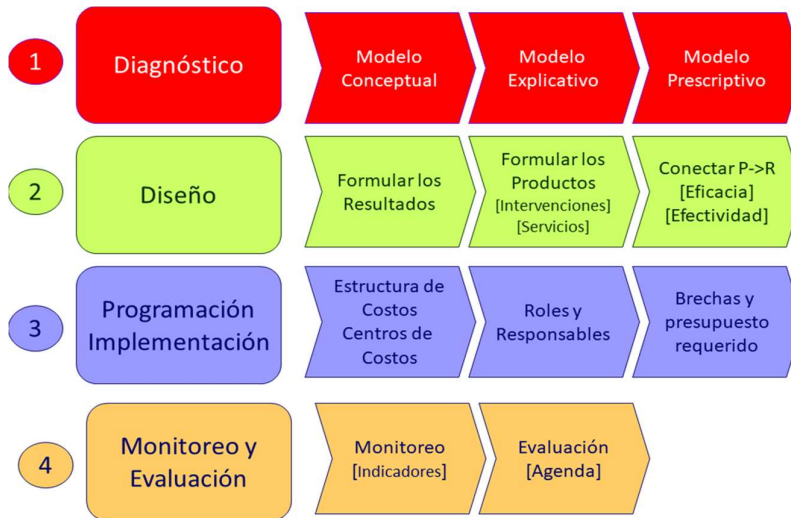 1
Diagnóstico
Modelo
Conceptual
Modelo
Explicativo
Modelo
Prescriptivo
2
Diseño
Formular los
Resultados
Formular los
Productos
[Intervenciones]
[Servicios]
Conectar P->R
[Eficacia]
[Efectividad]
3
Programación
Implementación
Estructura de
Costos
Centros de
Costos
Roles y
Responsables
Brechas y
presupuesto
requerido
4
Monitoreo y
Evaluación
Monitoreo
[Indicadores]
Evaluación
[Agenda]